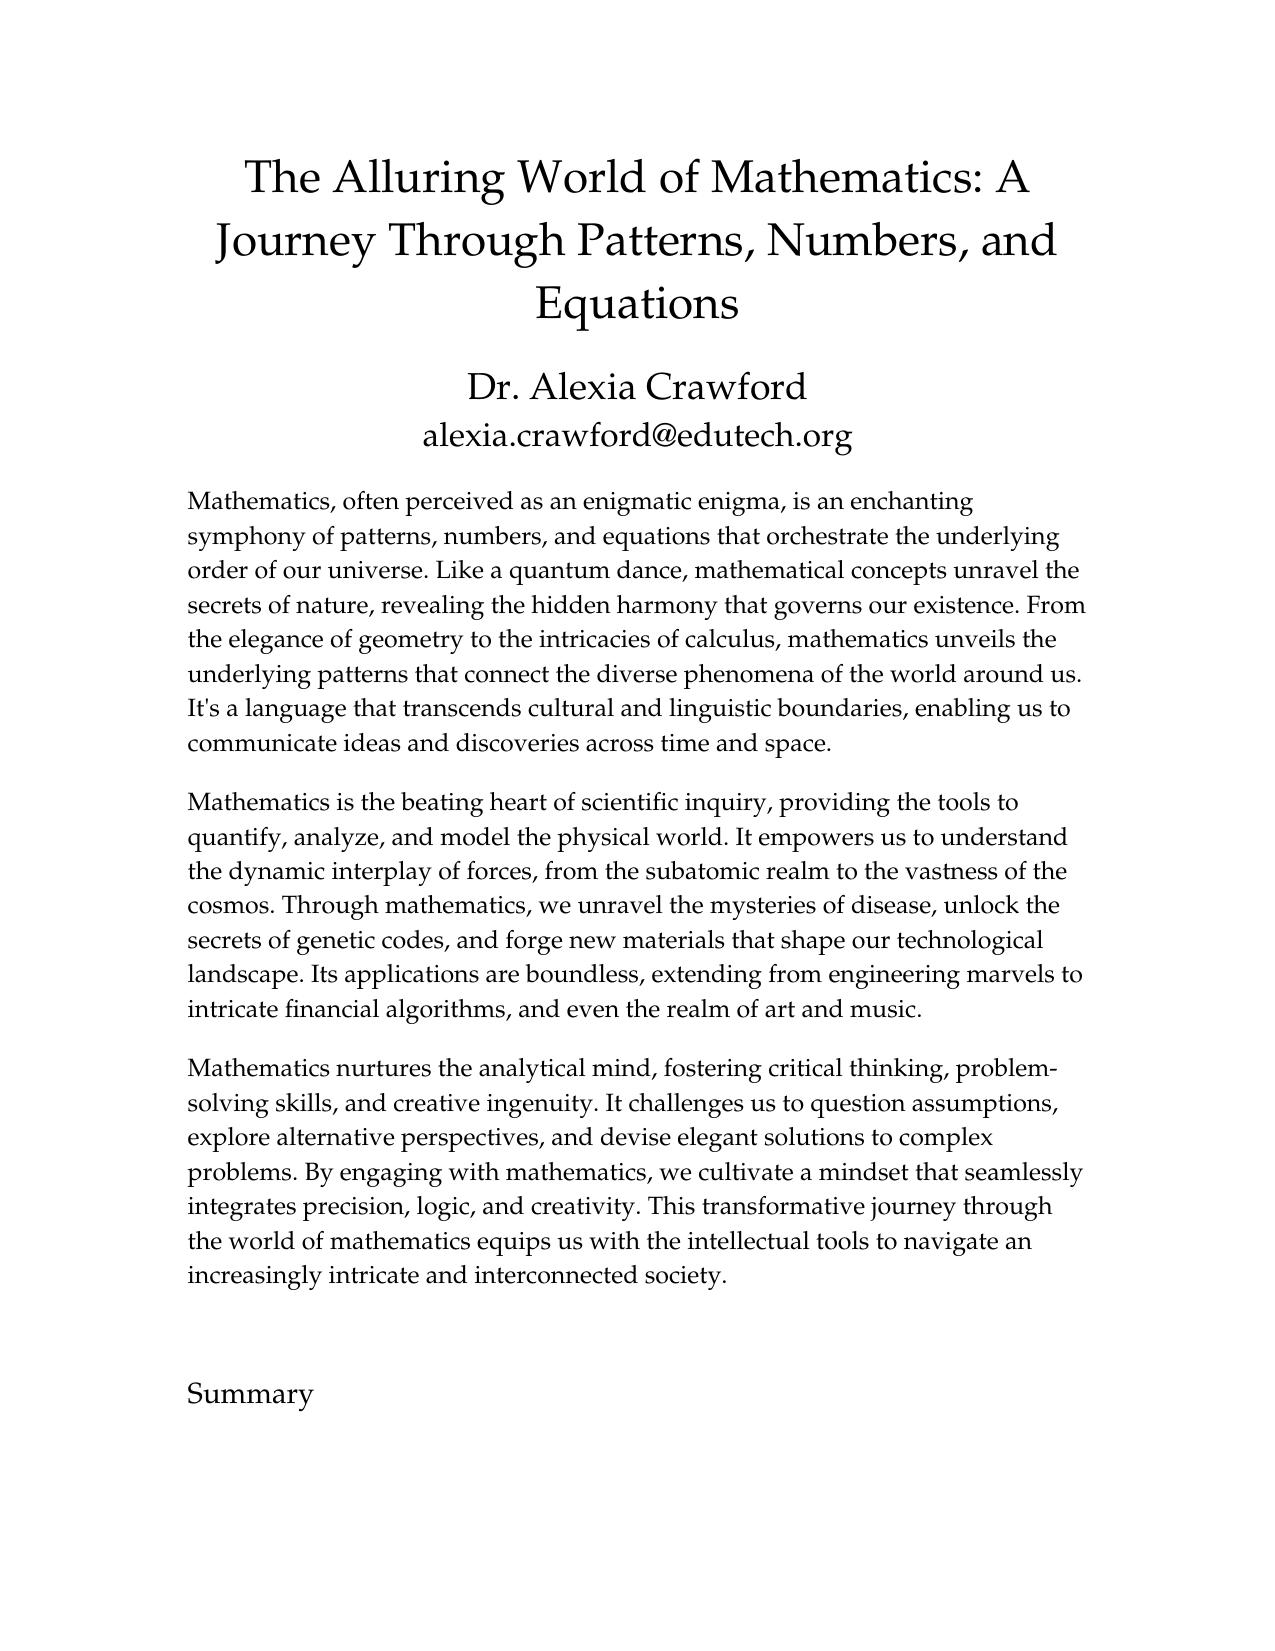 The Alluring World of Mathematics: A
Journey Through Patterns, Numbers, and
Equations
Dr. Alexia Crawford
alexia.crawford@edutech.org
Mathematics, often perceived as an enigmatic enigma, is an enchanting
symphony of patterns, numbers, and equations that orchestrate the underlying
order of our universe. Like a quantum dance, mathematical concepts unravel the
secrets of nature, revealing the hidden harmony that governs our existence. From
the elegance of geometry to the intricacies of calculus, mathematics unveils the
underlying patterns that connect the diverse phenomena of the world around us.
It's a language that transcends cultural and linguistic boundaries, enabling us to
communicate ideas and discoveries across time and space.
Mathematics is the beating heart of scientific inquiry, providing the tools to
quantify, analyze, and model the physical world. It empowers us to understand
the dynamic interplay of forces, from the subatomic realm to the vastness of the
cosmos. Through mathematics, we unravel the mysteries of disease, unlock the
secrets of genetic codes, and forge new materials that shape our technological
landscape. Its applications are boundless, extending from engineering marvels to
intricate financial algorithms, and even the realm of art and music.
Mathematics nurtures the analytical mind, fostering critical thinking, problem-
solving skills, and creative ingenuity. It challenges us to question assumptions,
explore alternative perspectives, and devise elegant solutions to complex
problems. By engaging with mathematics, we cultivate a mindset that seamlessly
integrates precision, logic, and creativity. This transformative journey through
the world of mathematics equips us with the intellectual tools to navigate an
increasingly intricate and interconnected society.
Summary